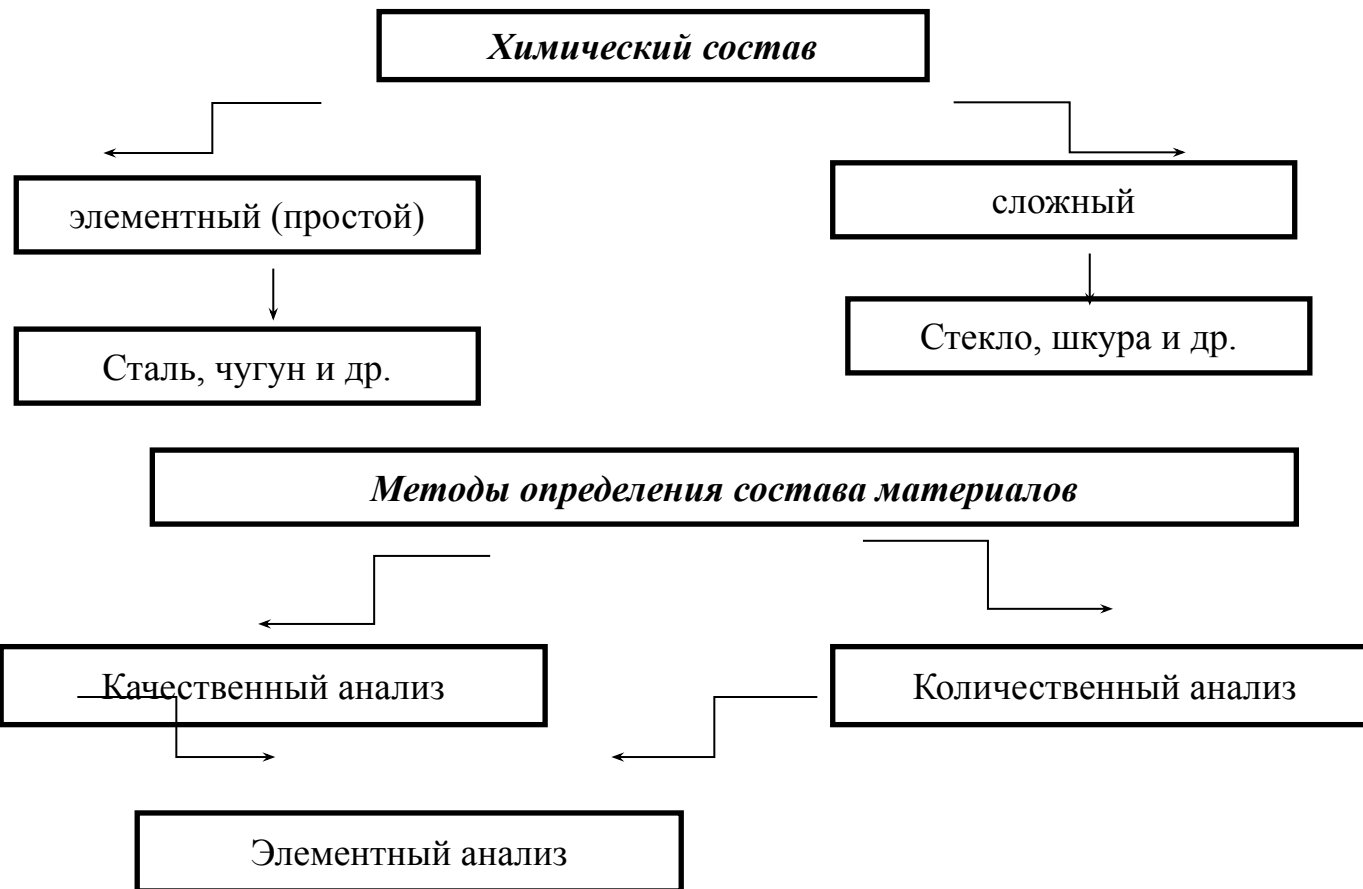 Химический состав
элементный (простой)
сложный
Сталь, чугун и др.
Стекло, шкура и др.
Методы определения состава материалов
Качественный анализ
Количественный анализ
Элементный анализ